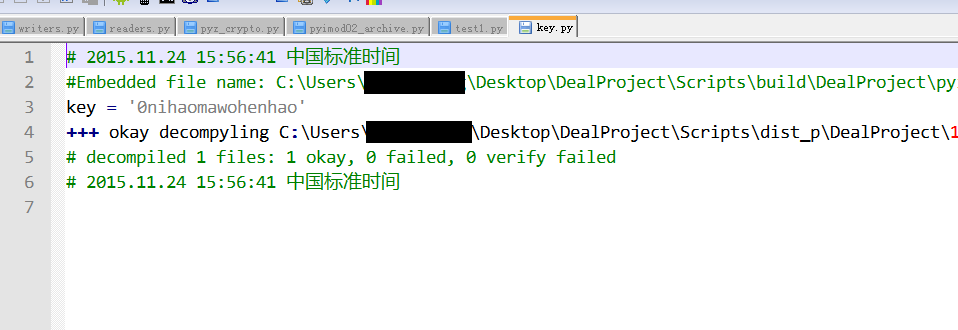 writers.py readers.py pyz_crypto.py pyimod02_archive.py test1.py key.py
1 # 2015.11.24 15:56:41 中国标准时间
2 #Embedded file name: C:\Users\ \Desktop\DealProject\Scripts\build\DealProject\py
3 key = '0nihaomawohenhao'
4 +++ okay decompyling C:\Users\ \Desktop\DealProject\Scripts\dist_p\DealProject\1
5 # decompiled 1 files: 1 okay, 0 failed, 0 verify failed
6 # 2015.11.24 15:56:41 中国标准时间
7